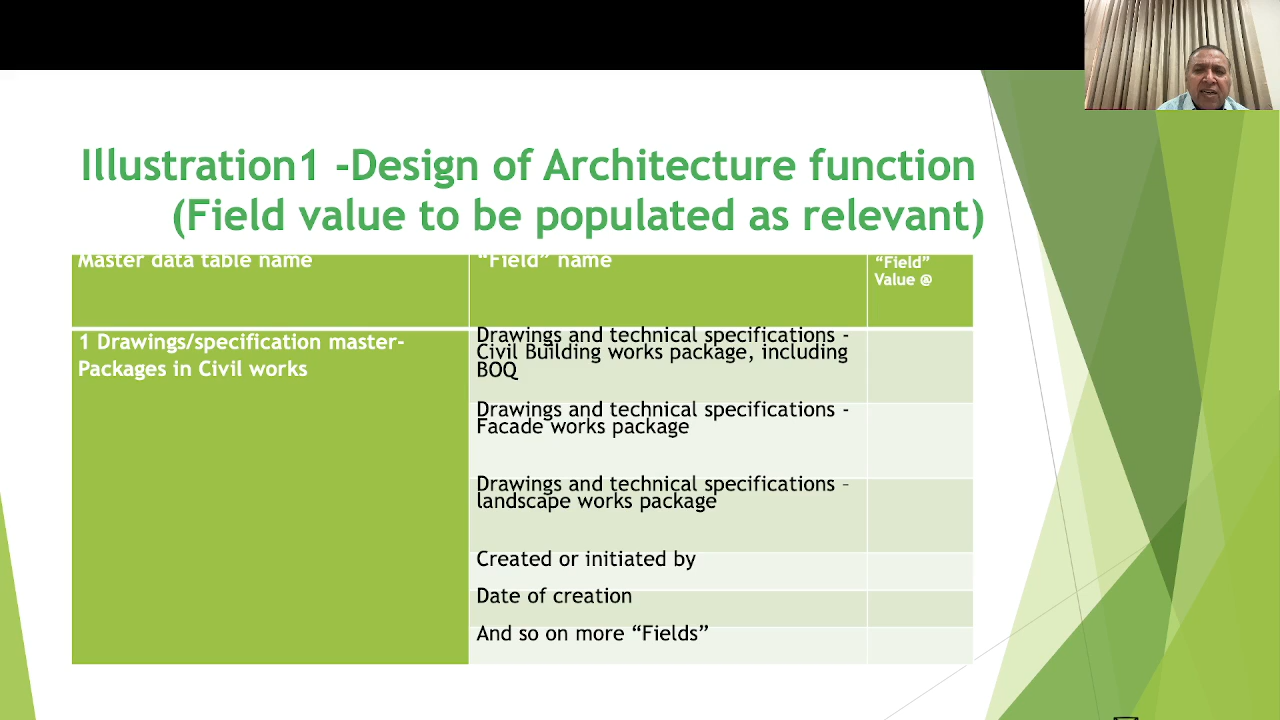 Illustration1 -Design of Architecture function
(Field value to be populated as relevant)
Master data table name
“Field” name
“Field”
Value @
1 Drawings/specification master-
Packages in Civil works
Drawings and technical specifications -
Civil Building works package, including
BOQ
Drawings and technical specifications -
Facade works package
Drawings and technical specifications –
landscape works package
Created or initiated by
Date of creation
And so on more “Fields”